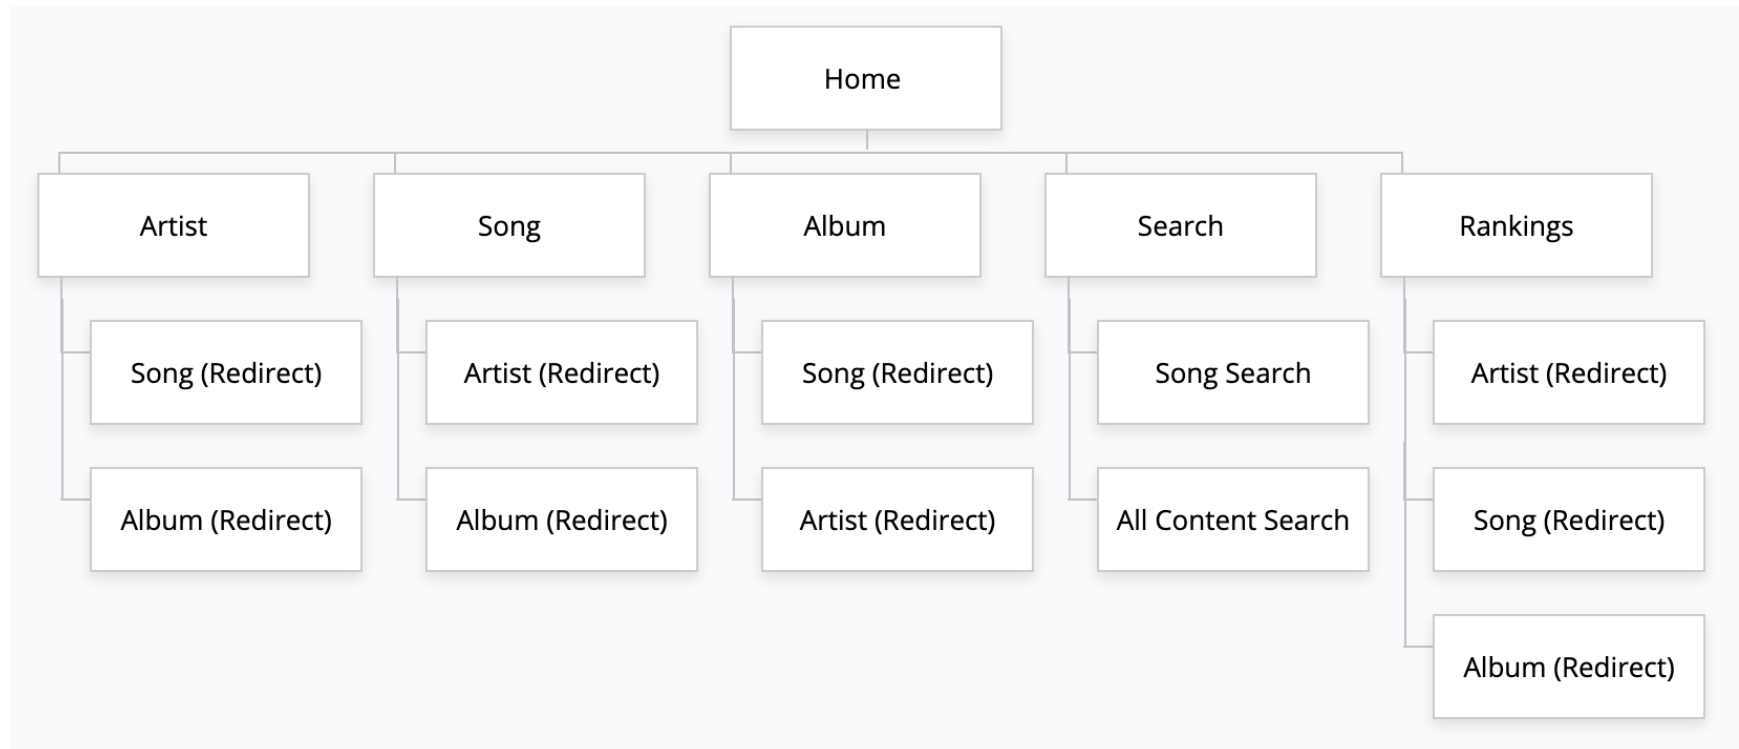 Home
Artist
Song
Album
Search
Rankings
Song (Redirect)
Artist (Redirect)
Song (Redirect)
Song Search
Artist (Redirect)
Album (Redirect)
Album (Redirect)
Artist (Redirect)
All Content Search
Song (Redirect)
Album (Redirect)